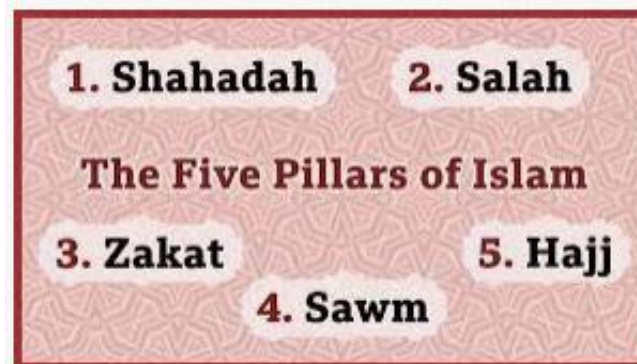 1. Shahadah
2. Salah
The Five Pillars of Islam
3. Zakat
4. Sawm
5. Hajj